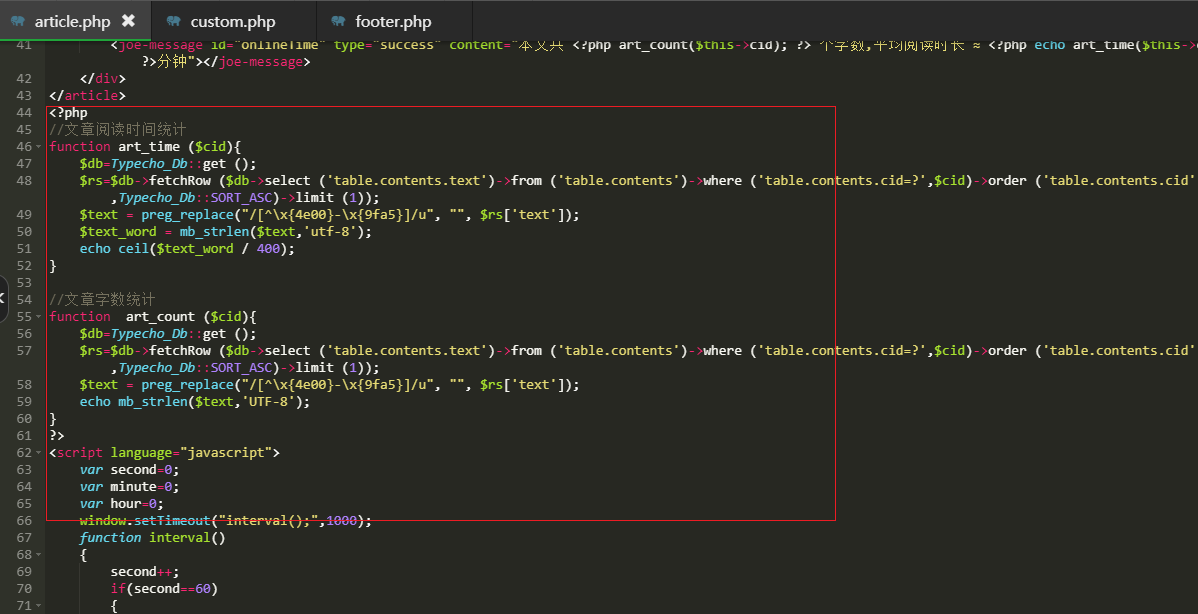 article.php ✖ custom.php footer.php
41 <joe-message id="onlineTime" type="success" content="本文共 <?php art_count($this->cid); ?> 个字数,平均阅读时长 ≈ <?php echo art_time($this->
?>分钟"></joe-message>
42 </div>
43 </article>
44 <?php
45 //文章阅读时间统计
46 function art_time ($cid){
47 $db=Typecho_Db::get ();
48 $rs=$db->fetchRow ($db->select ('table.contents.text')->from ('table.contents')->where ('table.contents.cid=?',$cid)->order ('table.contents.cid'
,Typecho_Db::SORT_ASC)->limit (1));
49 $text = preg_replace("/[^\x{4e00}-\x{9fa5}]/u", "", $rs['text']);
50 $text_word = mb_strlen($text,'utf-8');
51 echo ceil($text_word / 400);
52 }
53
54 //文章字数统计
55 function  art_count ($cid){
56 $db=Typecho_Db::get ();
57 $rs=$db->fetchRow ($db->select ('table.contents.text')->from ('table.contents')->where ('table.contents.cid=?',$cid)->order ('table.contents.cid'
,Typecho_Db::SORT_ASC)->limit (1));
58 $text = preg_replace("/[^\x{4e00}-\x{9fa5}]/u", "", $rs['text']);
59 echo mb_strlen($text,'UTF-8');
60 }
61 ?>
62 <script language="javascript">
63 var second=0;
64 var minute=0;
65 var hour=0;
66 window.setTimeout("interval();",1000);
67 function interval()
68 {
69 second++;
70 if(second==60)
71 {